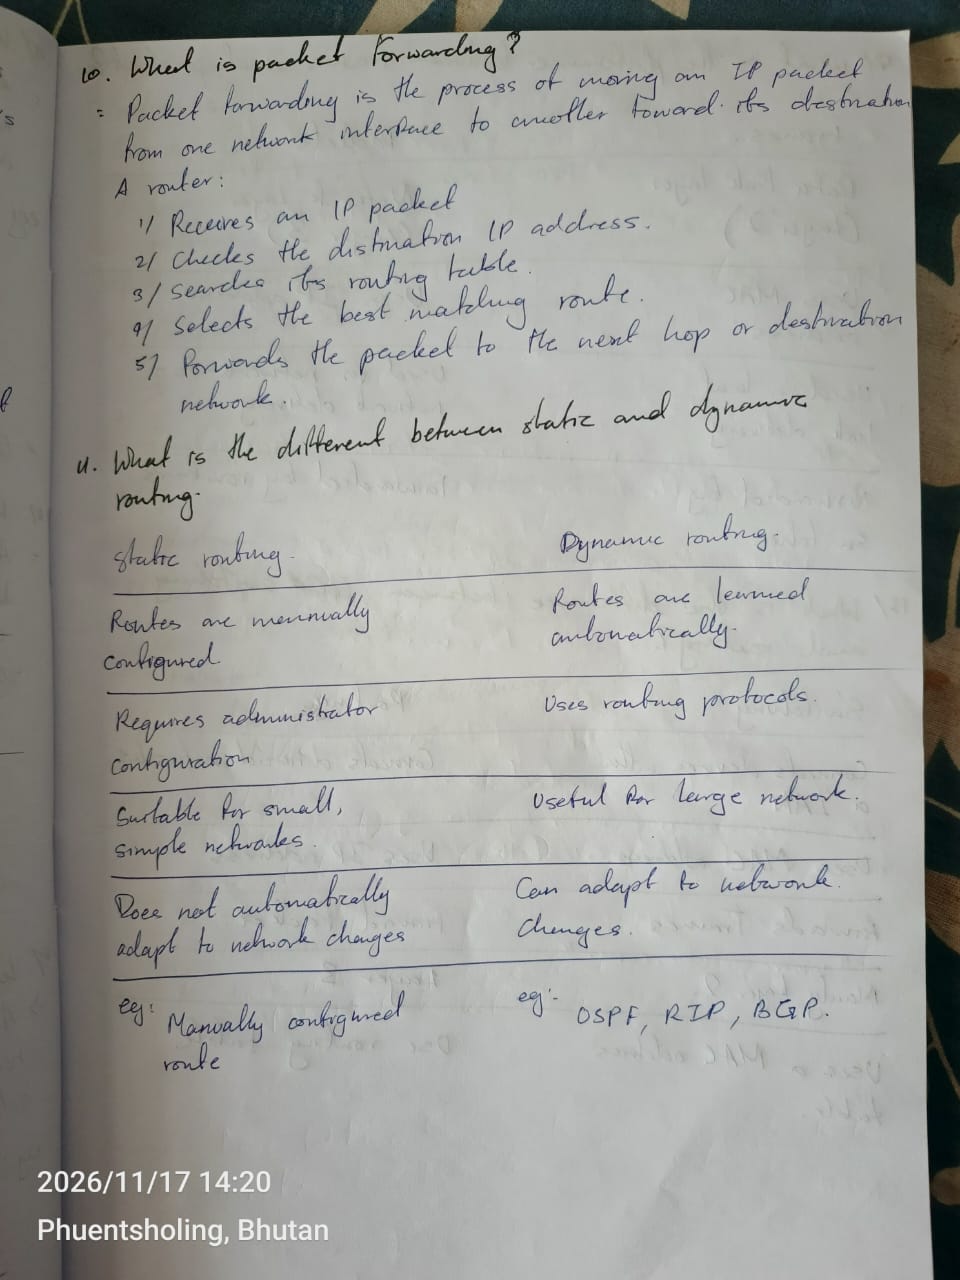 10. What is packet forwarding?
= Packet forwarding is the process of moving an IP packet
from one network interface to another toward its destination
A router:
1/ Receives an IP packet
2/ Checks the distination IP address.
3/ searches its routing table.
4/ Selects the best matching route.
5/ Forwards the packet to the next hop or destination
network.
11. What is the different between static and dynamic
routing.
Static routing.
Dynamic routing.
Routes are mannually
configured.
Routes are learned
automatically.
Requires administrator
configuration
Uses routing protocols.
Suitable for small,
simple networks.
Useful for large network.
Does not automatically
adapt to network changes
Can adapt to network.
Changes.
eg:
Manually configured
route
eg:-
OSPF, RIP, BGP.
2026/11/17 14:20
Phuentsholing, Bhutan